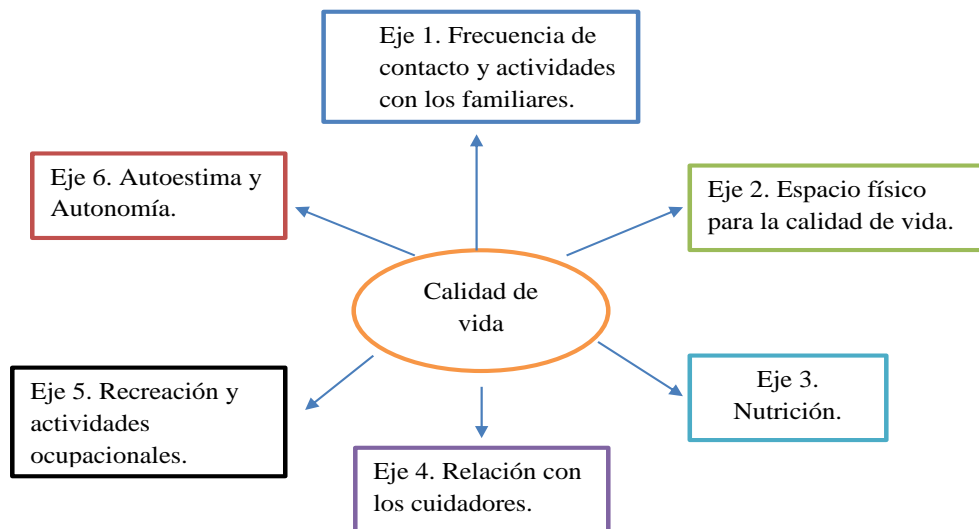 Eje 1. Frecuencia de
contacto y actividades
con los familiares.
Eje 6. Autoestima y
Autonomía.
Eje 2. Espacio físico
para la calidad de vida.
Calidad de
vida
Eje 5. Recreación y
actividades
ocupacionales.
Eje 3.
Nutrición.
Eje 4. Relación con
los cuidadores.